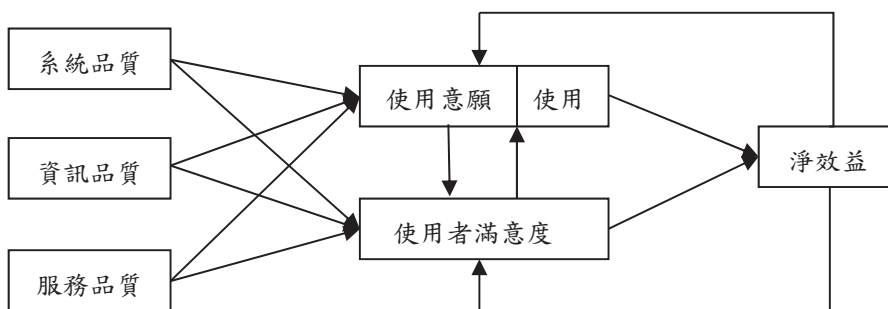 系統品質
資訊品質
服務品質
使用意願
使用
使用者滿意度
淨效益